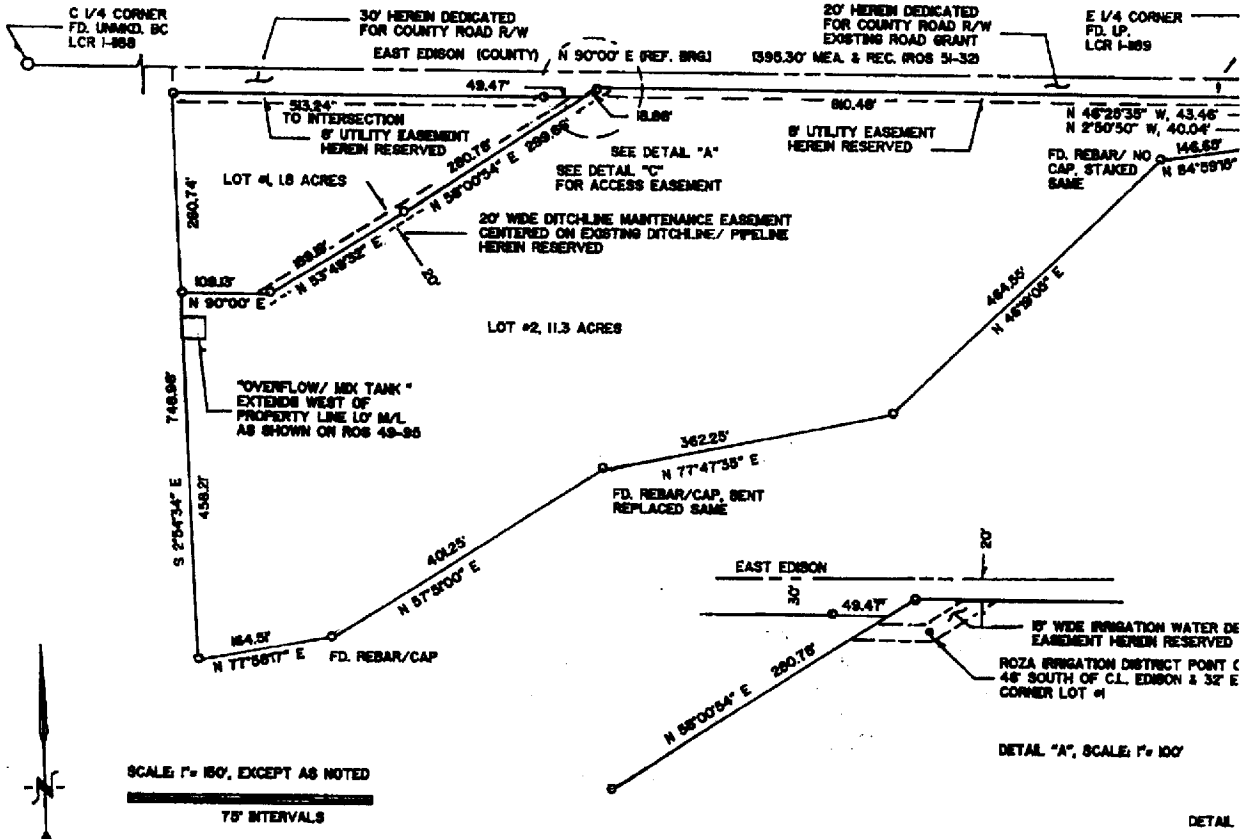 C 1/4 CORNER
FD. UNMKD. BC
LCR 1-168
30' HEREIN DEDICATED
FOR COUNTY ROAD R/W
20' HEREIN DEDICATED
FOR COUNTY ROAD R/W
EXISTING ROAD GRANT
E 1/4 CORNER
FD. I.P.
LCR 1-169
EAST EDISON (COUNTY)
N 90°00' E (REF. BRG.)
1395.30' MEA. & REC. (ROS 51-32)
49.47'
513.24'
TO INTERSECTION
8' UTILITY EASEMENT
HEREIN RESERVED
18.86'
810.48'
8' UTILITY EASEMENT
HEREIN RESERVED
N 46°28'35" W, 43.46'
N 2°50'50" W, 40.04'
146.65'
N 84°59'15"
FD. REBAR/ NO
CAP, STAKED
SAME
SEE DETAIL "A"
SEE DETAIL "C"
FOR ACCESS EASEMENT
280.78'
299.66'
N 58°00'54" E
LOT #1, 1.8 ACRES
260.74'
20' WIDE DITCHLINE MAINTENANCE EASEMENT
CENTERED ON EXISTING DITCHLINE/ PIPELINE
HEREIN RESERVED
N 53°49'32" E
20'
109.13'
N 90°00' E
464.55'
N 46°19'05" E
LOT #2, 11.3 ACRES
"OVERFLOW/ MIX TANK"
EXTENDS WEST OF
PROPERTY LINE 1.0' M/L
AS SHOWN ON ROS 49-95
748.98'
S 2°54'34" E
458.21'
362.25'
N 77°47'35" E
FD. REBAR/CAP, BENT
REPLACED SAME
401.25'
N 57°51'00" E
164.51'
N 77°56'17" E
FD. REBAR/CAP
EAST EDISON
20'
30'
49.47'
15' WIDE IRRIGATION WATER DE
EASEMENT HEREIN RESERVED
ROZA IRRIGATION DISTRICT POINT O
46' SOUTH OF C.L. EDISON & 32' E
CORNER LOT #1
280.78'
N 58°00'54" E
DETAIL "A", SCALE: 1"= 100'
N
SCALE: 1"= 150', EXCEPT AS NOTED
75' INTERVALS
DETAIL